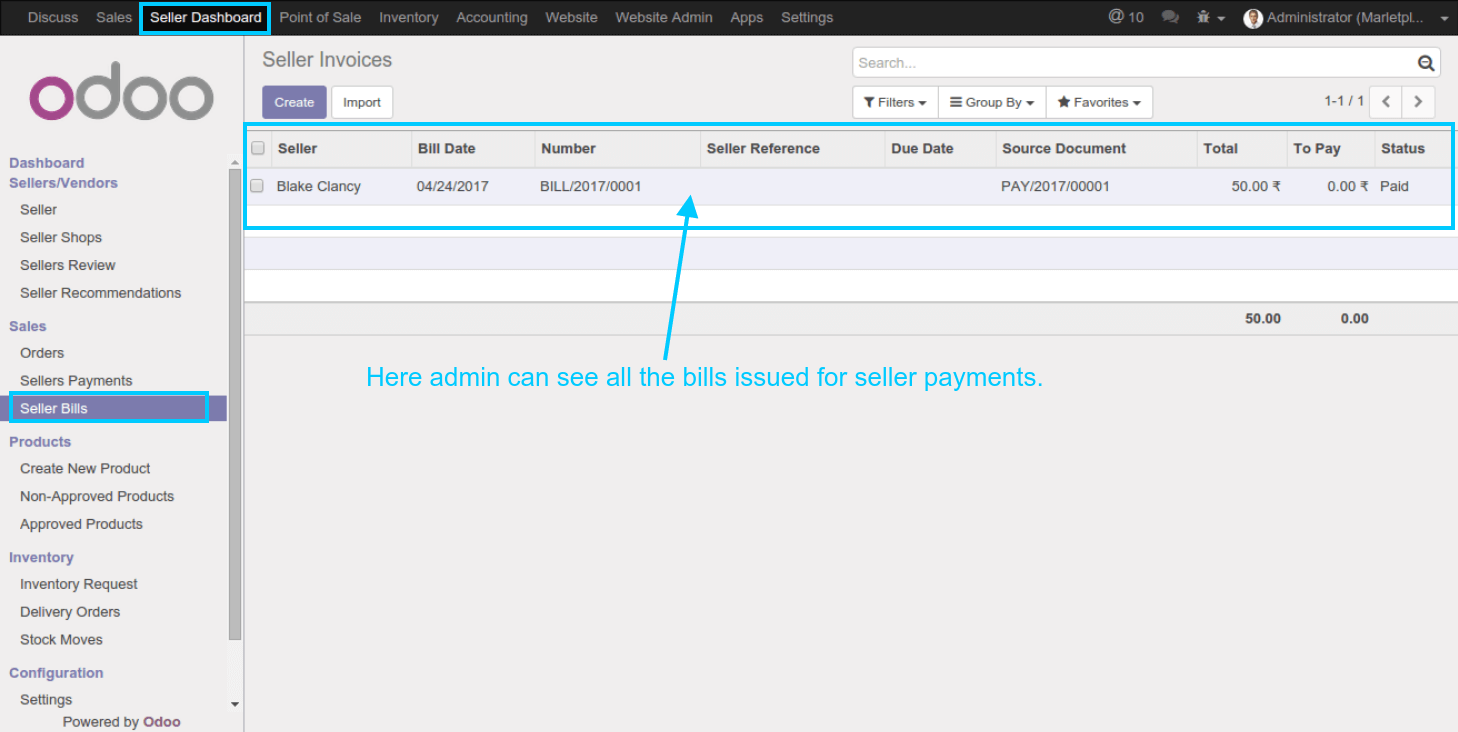 Discuss Sales Seller Dashboard Point of Sale Inventory Accounting Website Website Admin Apps Settings @ 10 Administrator (Marletpl...
odoo
Dashboard
Sellers/Vendors
Seller
Seller Shops
Sellers Review
Seller Recommendations
Sales
Orders
Sellers Payments
Seller Bills
Products
Create New Product
Non-Approved Products
Approved Products
Inventory
Inventory Request
Delivery Orders
Stock Moves
Configuration
Settings
Powered by Odoo
Seller Invoices
Search...
Create Import
Filters Group By Favorites 1-1 / 1
Seller Bill Date Number Seller Reference Due Date Source Document Total To Pay Status
Blake Clancy 04/24/2017 BILL/2017/0001 PAY/2017/00001 50.00 ₹ 0.00 ₹ Paid
50.00 0.00
Here admin can see all the bills issued for seller payments.